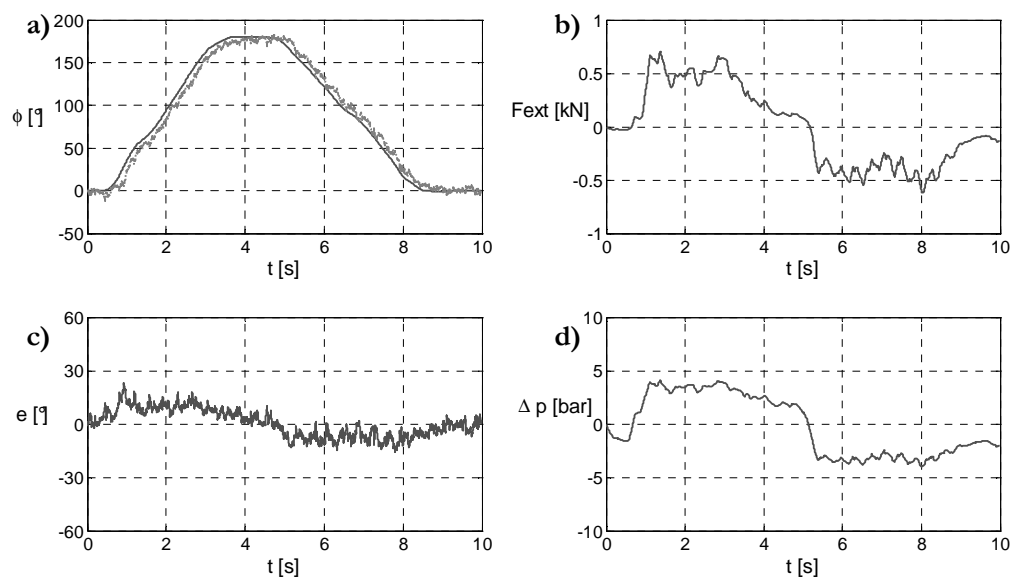 a)
200
150
100
50
0
-50
ϕ [°]
0 2 4 6 8 10
t [s]
b)
1
0.5
0
-0.5
-1
Fext [kN]
0 2 4 6 8 10
t [s]
c)
60
30
0
-30
-60
e [°]
0 2 4 6 8 10
t [s]
d)
10
5
0
-5
-10
Δ p [bar]
0 2 4 6 8 10
t [s]